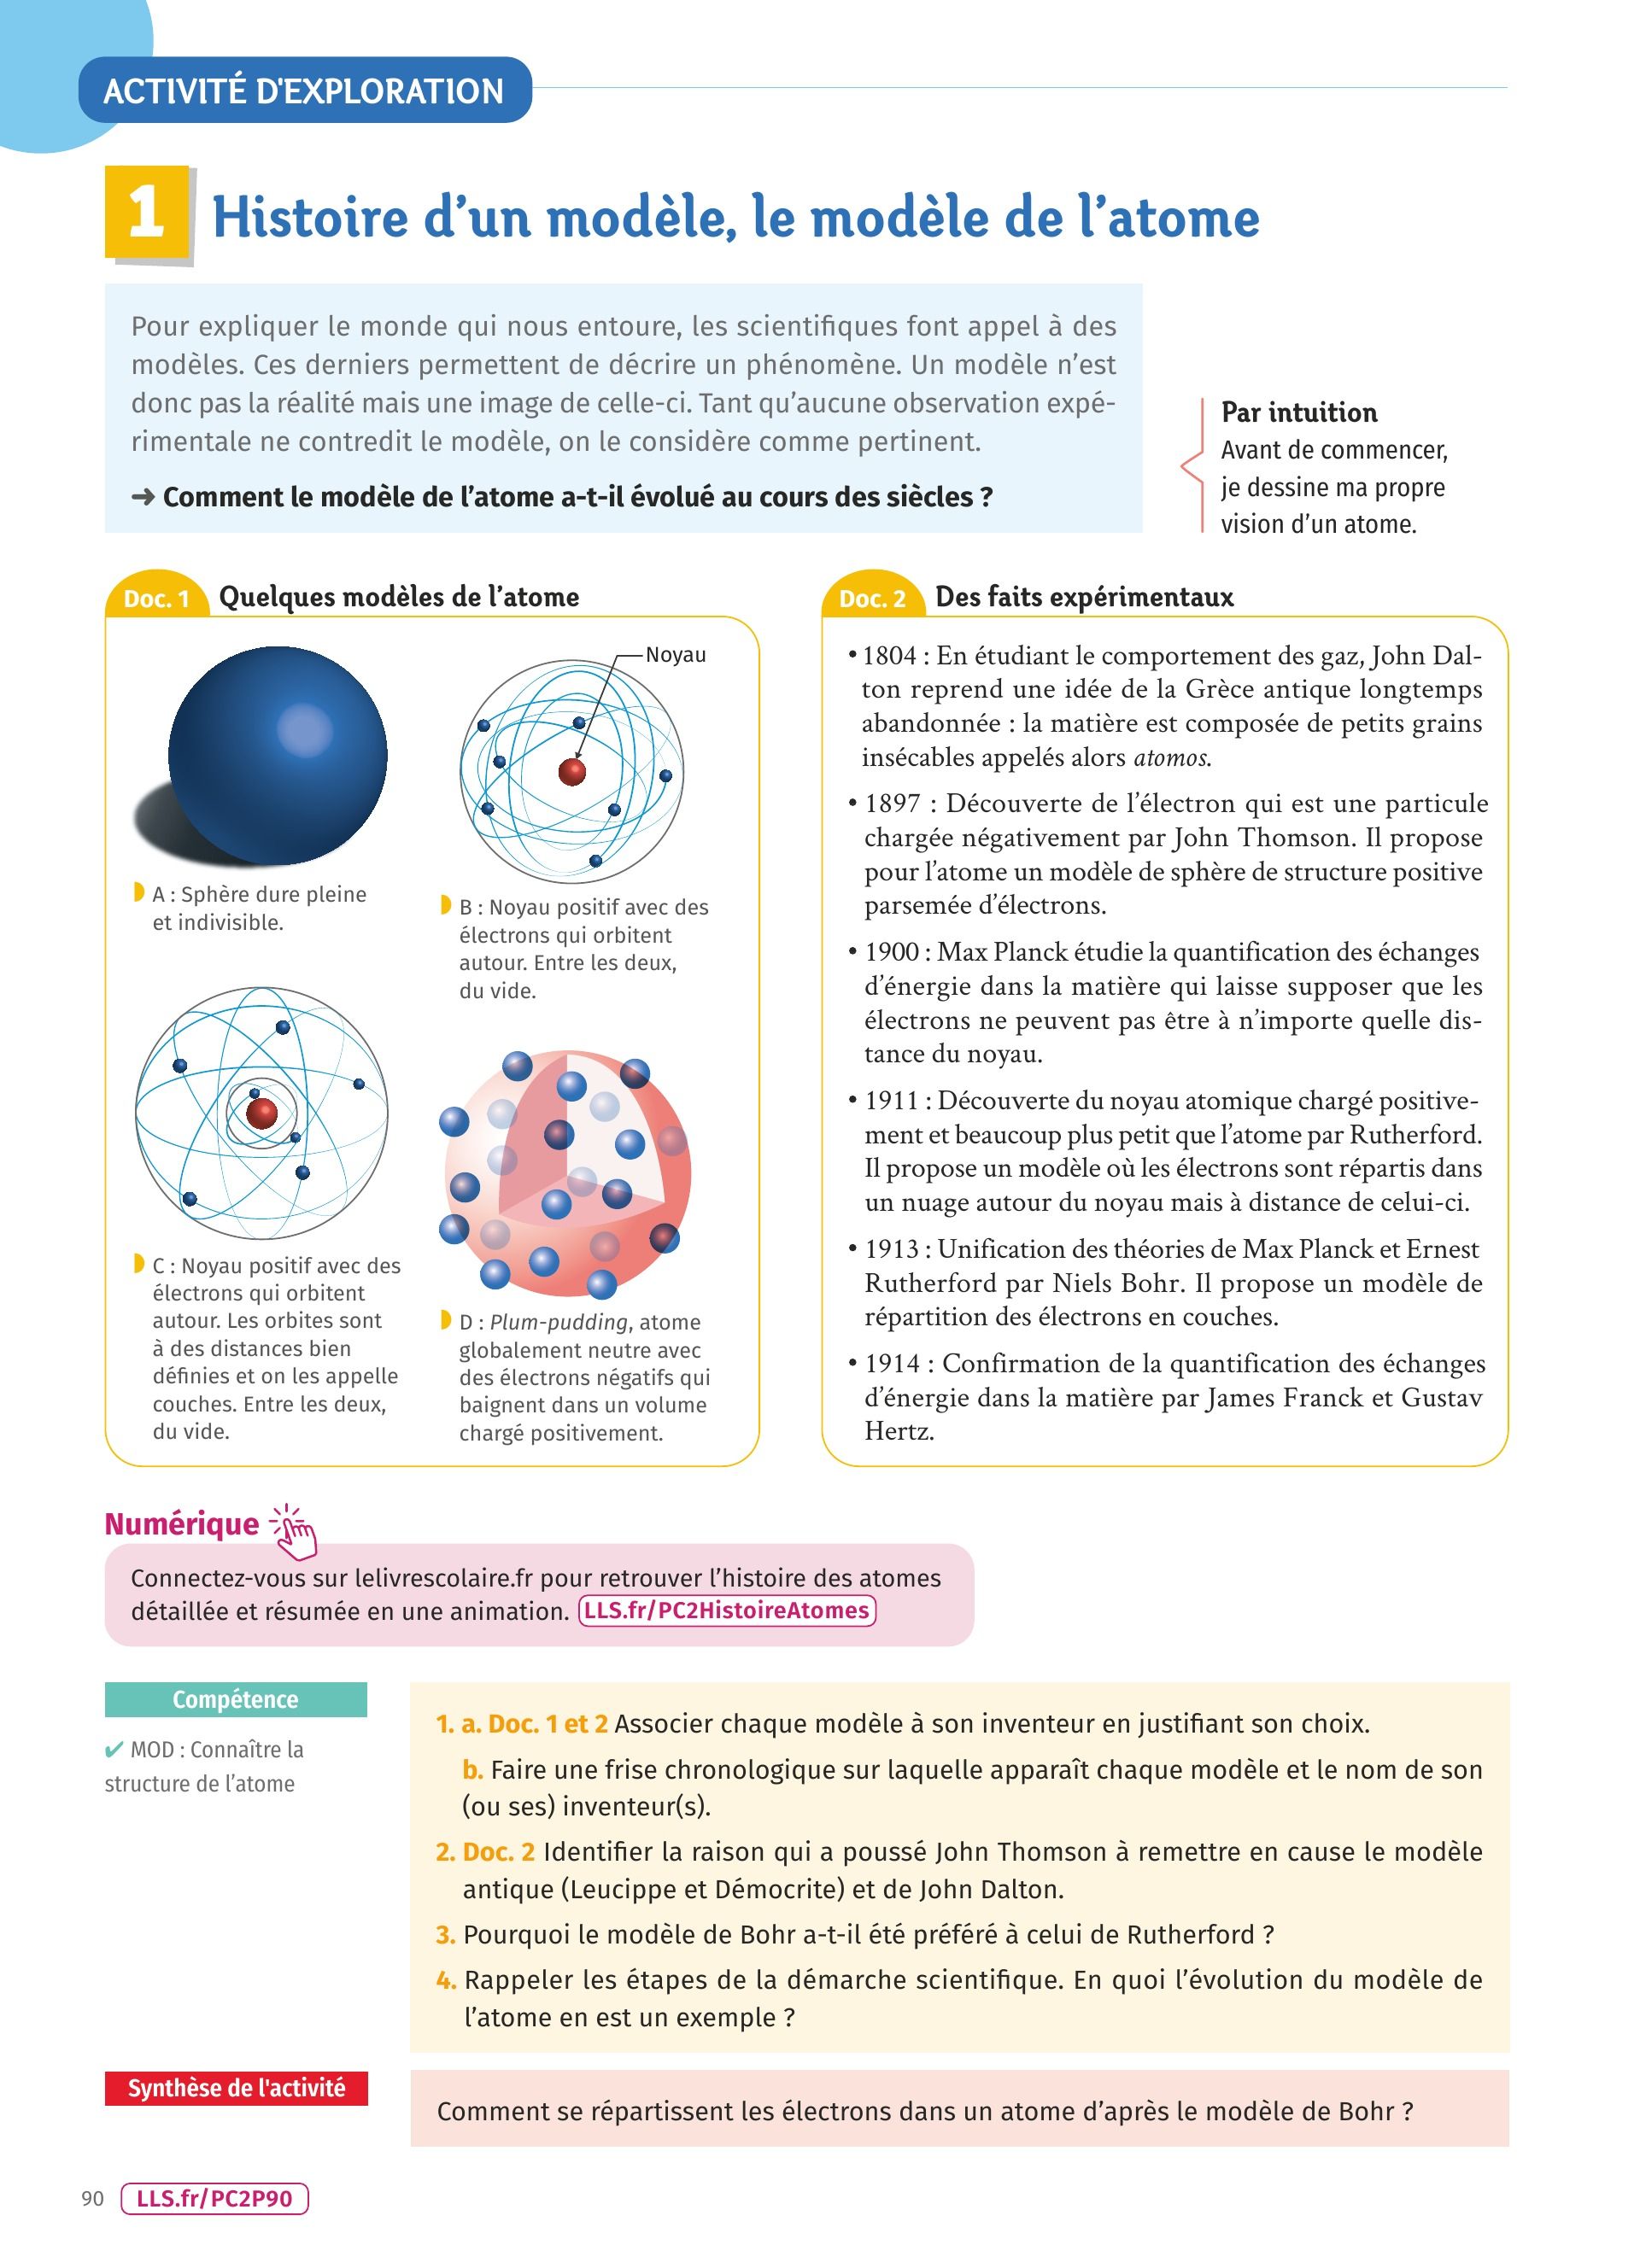 ACTIVITÉ D'EXPLORATION
1 Histoire d’un modèle, le modèle de l’atome
Pour expliquer le monde qui nous entoure, les scientifiques font appel à des
modèles. Ces derniers permettent de décrire un phénomène. Un modèle n’est
donc pas la réalité mais une image de celle-ci. Tant qu’aucune observation expé-
rimentale ne contredit le modèle, on le considère comme pertinent.
➜ Comment le modèle de l’atome a-t-il évolué au cours des siècles ?
Par intuition
Avant de commencer,
je dessine ma propre
vision d’un atome.
Doc. 1 Quelques modèles de l’atome
Noyau
A : Sphère dure pleine
et indivisible.
B : Noyau positif avec des
électrons qui orbitent
autour. Entre les deux,
du vide.
C : Noyau positif avec des
électrons qui orbitent
autour. Les orbites sont
à des distances bien
définies et on les appelle
couches. Entre les deux,
du vide.
D : Plum-pudding, atome
globalement neutre avec
des électrons négatifs qui
baignent dans un volume
chargé positivement.
Doc. 2 Des faits expérimentaux
• 1804 : En étudiant le comportement des gaz, John Dal-
ton reprend une idée de la Grèce antique longtemps
abandonnée : la matière est composée de petits grains
insécables appelés alors atomos.
• 1897 : Découverte de l’électron qui est une particule
chargée négativement par John Thomson. Il propose
pour l’atome un modèle de sphère de structure positive
parsemée d’électrons.
• 1900 : Max Planck étudie la quantification des échanges
d’énergie dans la matière qui laisse supposer que les
électrons ne peuvent pas être à n’importe quelle dis-
tance du noyau.
• 1911 : Découverte du noyau atomique chargé positive-
ment et beaucoup plus petit que l’atome par Rutherford.
Il propose un modèle où les électrons sont répartis dans
un nuage autour du noyau mais à distance de celui-ci.
• 1913 : Unification des théories de Max Planck et Ernest
Rutherford par Niels Bohr. Il propose un modèle de
répartition des électrons en couches.
• 1914 : Confirmation de la quantification des échanges
d’énergie dans la matière par James Franck et Gustav
Hertz.
Numérique
Connectez-vous sur lelivrescolaire.fr pour retrouver l’histoire des atomes
détaillée et résumée en une animation. LLS.fr/PC2HistoireAtomes
Compétence
✔ MOD : Connaître la
structure de l’atome
1. a. Doc. 1 et 2 Associer chaque modèle à son inventeur en justifiant son choix.
b. Faire une frise chronologique sur laquelle apparaît chaque modèle et le nom de son
(ou ses) inventeur(s).
2. Doc. 2 Identifier la raison qui a poussé John Thomson à remettre en cause le modèle
antique (Leucippe et Démocrite) et de John Dalton.
3. Pourquoi le modèle de Bohr a-t-il été préféré à celui de Rutherford ?
4. Rappeler les étapes de la démarche scientifique. En quoi l’évolution du modèle de
l’atome en est un exemple ?
Synthèse de l'activité
Comment se répartissent les électrons dans un atome d’après le modèle de Bohr ?
90 LLS.fr/PC2P90